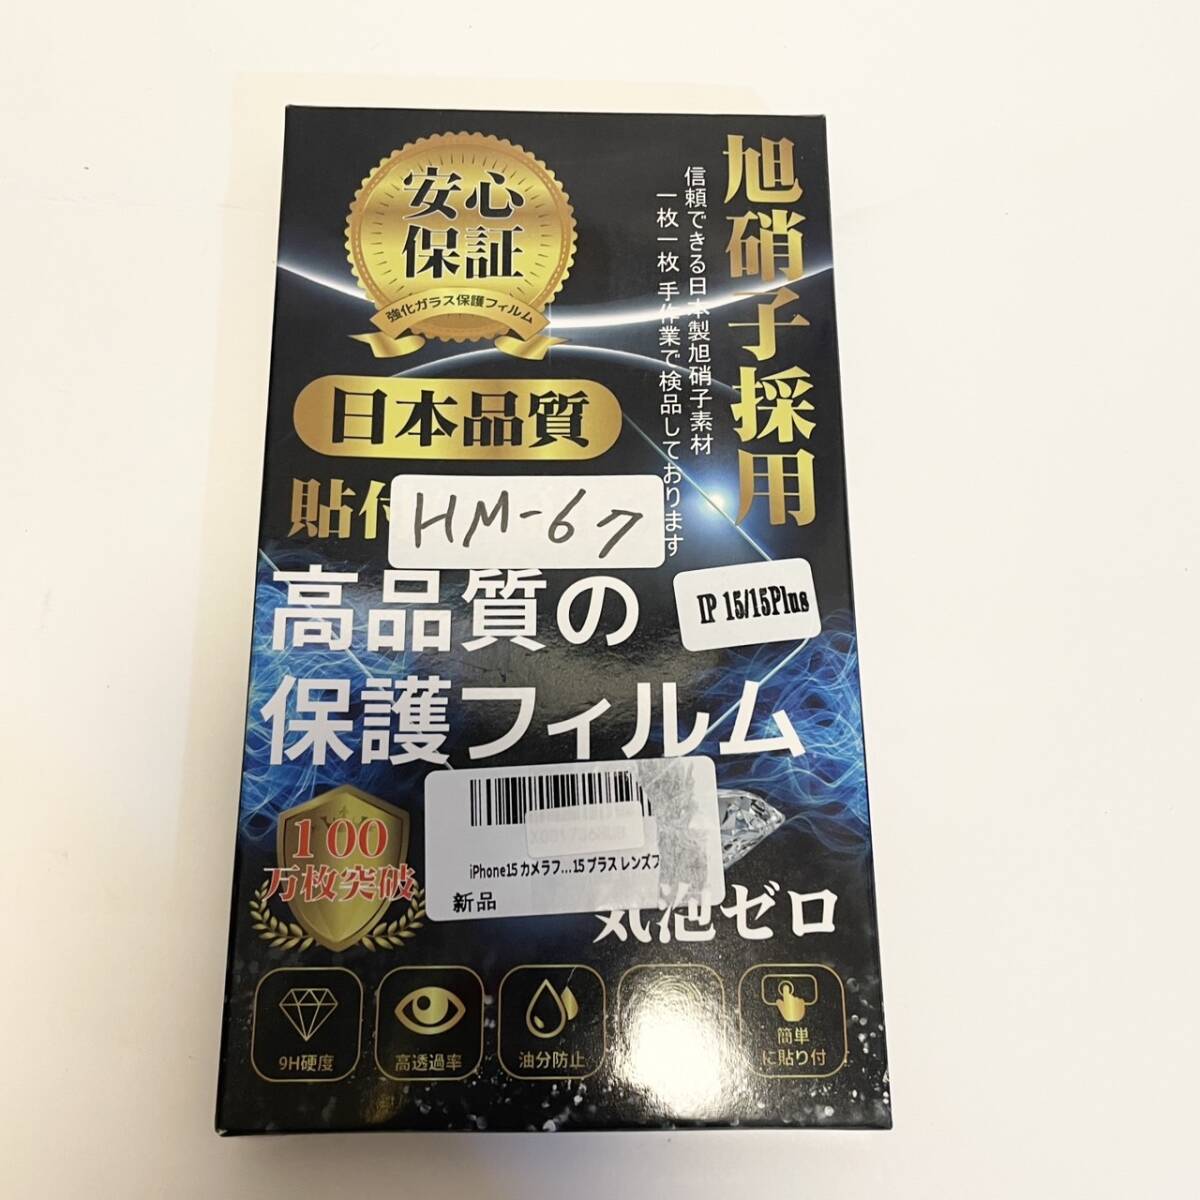 安心
保証
強化ガラス保護フィルム
旭硝子採用
信頼できる日本製旭硝子素材
一枚一枚 手作業で検品しております
日本品質
貼付
HM-67
IP 15/15Plus
高品質の
保護フィルム
iPhone15 カメラフ...15 プラス レンズフ
新品
100
万枚突破
気泡ゼロ
9H硬度
高透過率
油分防止
簡単
に貼り付